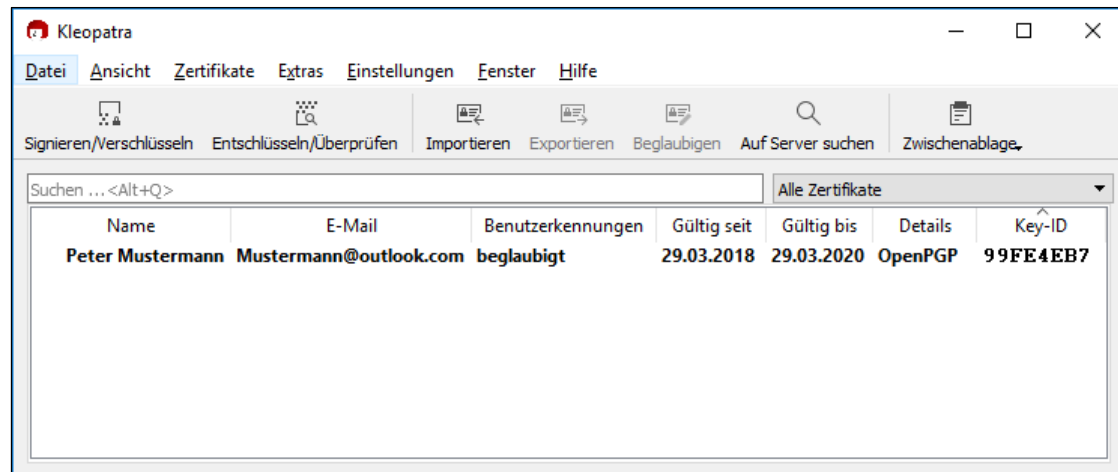 Kleopatra
Datei Ansicht Zertifikate Extras Einstellungen Fenster Hilfe
Signieren/Verschlüsseln Entschlüsseln/Überprüfen Importieren Exportieren Beglaubigen Auf Server suchen Zwischenablage
Suchen ...<Alt+Q> Alle Zertifikate
Name E-Mail Benutzerkennungen Gültig seit Gültig bis Details Key-ID
Peter Mustermann Mustermann@outlook.com beglaubigt 29.03.2018 29.03.2020 OpenPGP 99FE4EB7